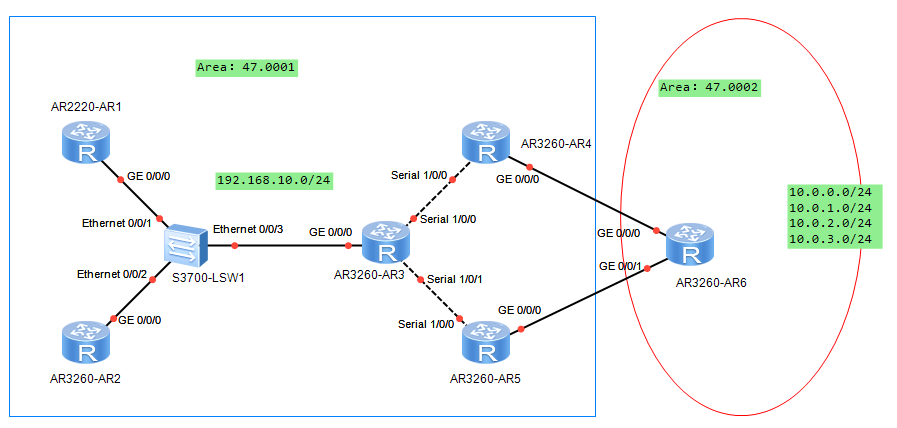 Area: 47.0001
Area: 47.0002
AR2220-AR1
GE 0/0/0
Ethernet 0/0/1
192.168.10.0/24
Ethernet 0/0/3
GE 0/0/0
Ethernet 0/0/2
S3700-LSW1
GE 0/0/0
AR3260-AR2
AR3260-AR3
Serial 1/0/0
Serial 1/0/0
Serial 1/0/1
Serial 1/0/0
AR3260-AR4
GE 0/0/0
GE 0/0/0
AR3260-AR5
GE 0/0/0
GE 0/0/1
AR3260-AR6
10.0.0.0/24
10.0.1.0/24
10.0.2.0/24
10.0.3.0/24
R
R
R
R
R
R